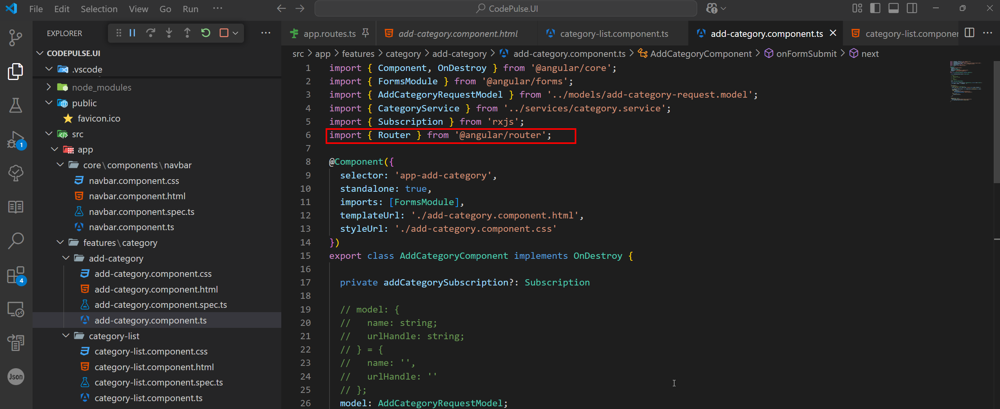 File Edit Selection View Go Run ···
CodePulse.UI
EXPLORER
app.routes.ts
add-category.component.html
category-list.component.ts
add-category.component.ts
category-list.componen
CODEPULSE.UI
.vscode
node_modules
public
favicon.ico
src
app
core\components\navbar
navbar.component.css
navbar.component.html
navbar.component.spec.ts
navbar.component.ts
features\category
add-category
add-category.component.css
add-category.component.html
add-category.component.spec.ts
add-category.component.ts
category-list
category-list.component.css
category-list.component.html
category-list.component.spec.ts
category-list.component.ts
1
4
Json
src > app > features > category > add-category > add-category.component.ts > AddCategoryComponent > onFormSubmit > next
1 import { Component, OnDestroy } from '@angular/core';
2 import { FormsModule } from '@angular/forms';
3 import { AddCategoryRequestModel } from '../models/add-category-request.model';
4 import { CategoryService } from '../services/category.service';
5 import { Subscription } from 'rxjs';
6 import { Router } from '@angular/router';
7
8 @Component({
9 selector: 'app-add-category',
10 standalone: true,
11 imports: [FormsModule],
12 templateUrl: './add-category.component.html',
13 styleUrl: './add-category.component.css'
14 })
15 export class AddCategoryComponent implements OnDestroy {
16
17 private addCategorySubscription?: Subscription
18
19 // model: {
20 //   name: string;
21 //   urlHandle: string;
22 // } = {
23 //   name: '',
24 //   urlHandle: ''
25 // };
26 model: AddCategoryRequestModel;